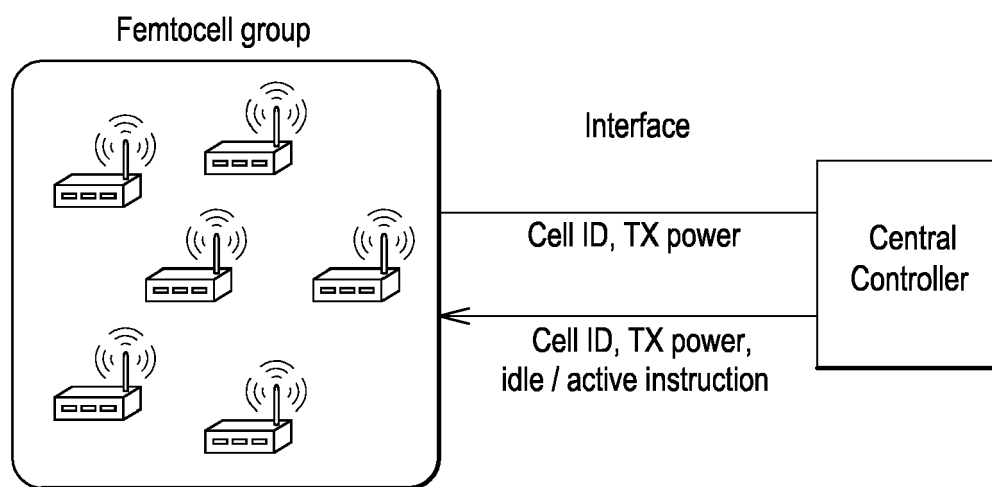 Femtocell group
Interface
Cell ID, TX power
Central
Controller
Cell ID, TX power,
idle / active instruction